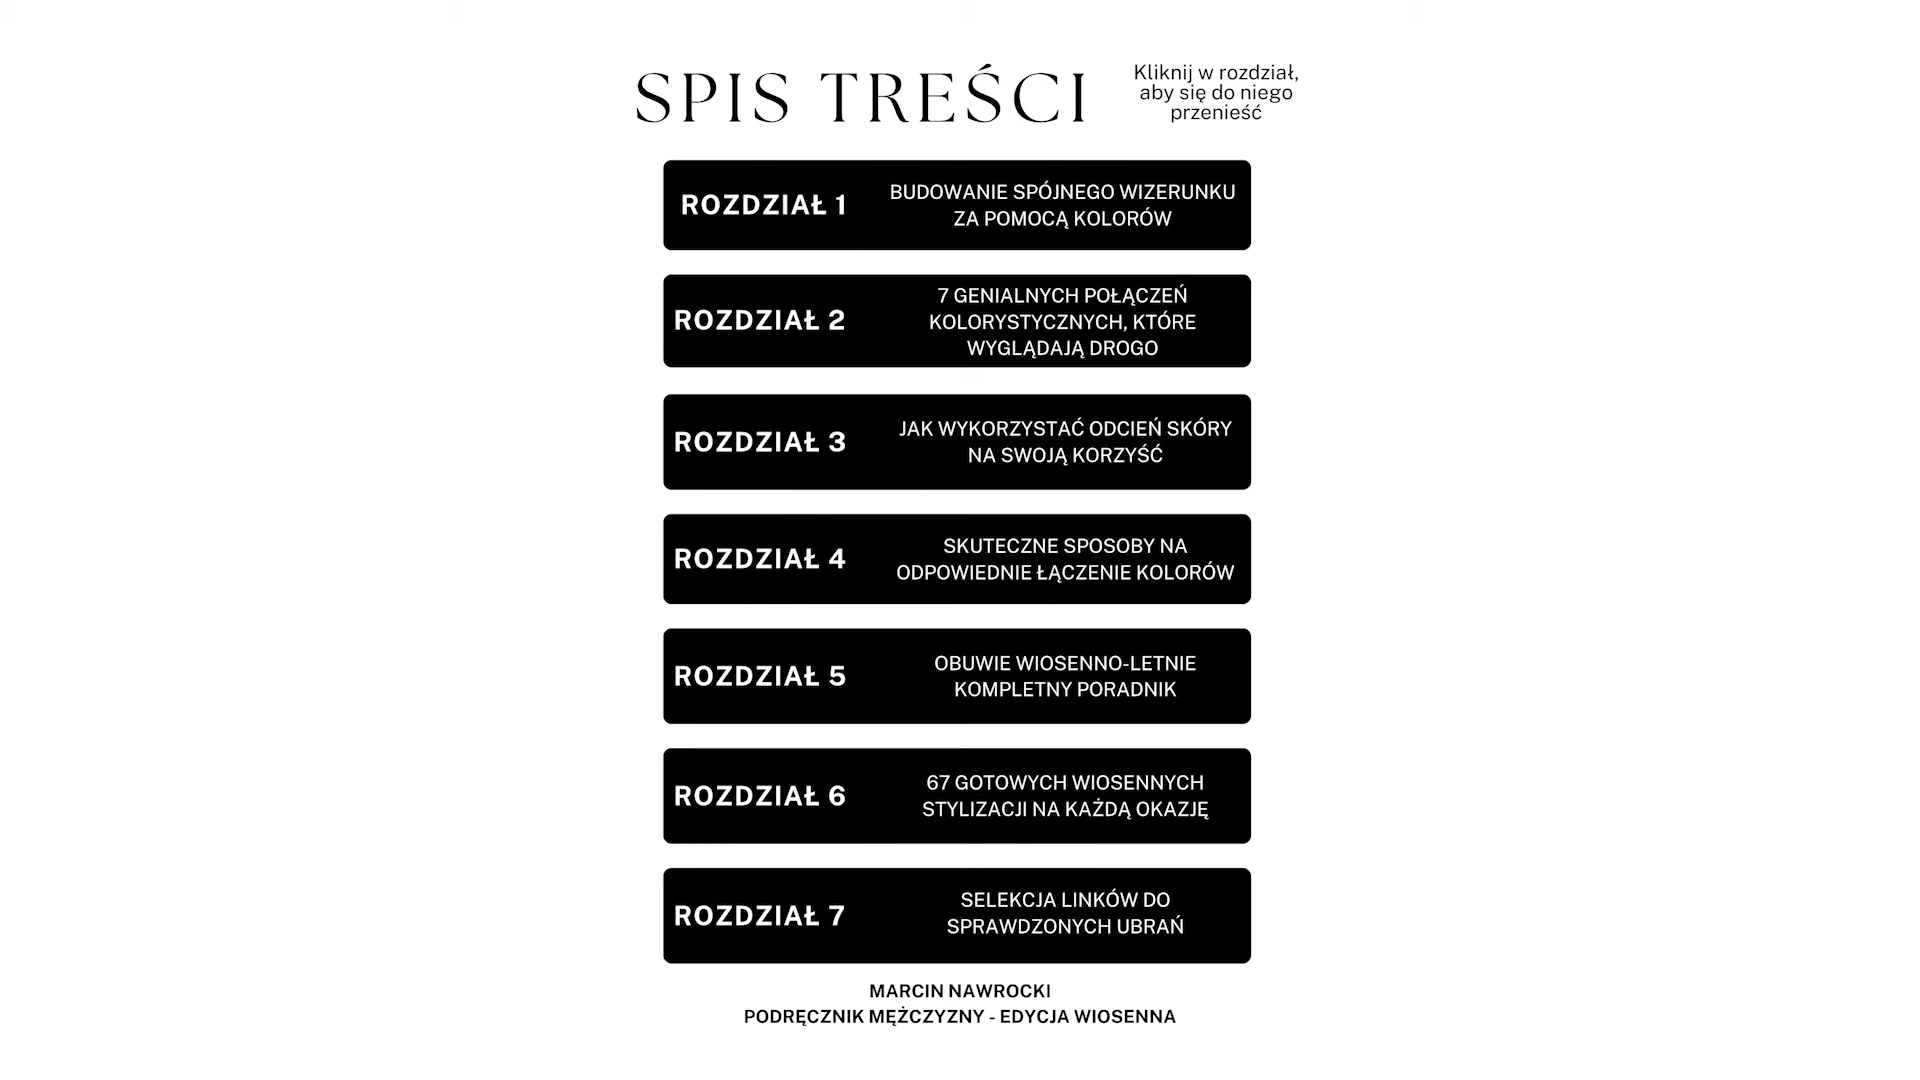 SPIS TREŚCI
Kliknij w rozdział,
aby się do niego
przenieść
ROZDZIAŁ 1
BUDOWANIE SPÓJNEGO WIZERUNKU
ZA POMOCĄ KOLORÓW
ROZDZIAŁ 2
7 GENIALNYCH POŁĄCZEŃ
KOLORYSTYCZNYCH, KTÓRE
WYGLĄDAJĄ DROGO
ROZDZIAŁ 3
JAK WYKORZYSTAĆ ODCIEŃ SKÓRY
NA SWOJĄ KORZYŚĆ
ROZDZIAŁ 4
SKUTECZNE SPOSOBY NA
ODPOWIEDNIE ŁĄCZENIE KOLORÓW
ROZDZIAŁ 5
OBUWIE WIOSENNO-LETNIE
KOMPLETNY PORADNIK
ROZDZIAŁ 6
67 GOTOWYCH WIOSENNYCH
STYLIZACJI NA KAŻDĄ OKAZJĘ
ROZDZIAŁ 7
SELEKCJA LINKÓW DO
SPRAWDZONYCH UBRAŃ
MARCIN NAWROCKI
PODRĘCZNIK MĘŻCZYZNY - EDYCJA WIOSENNA